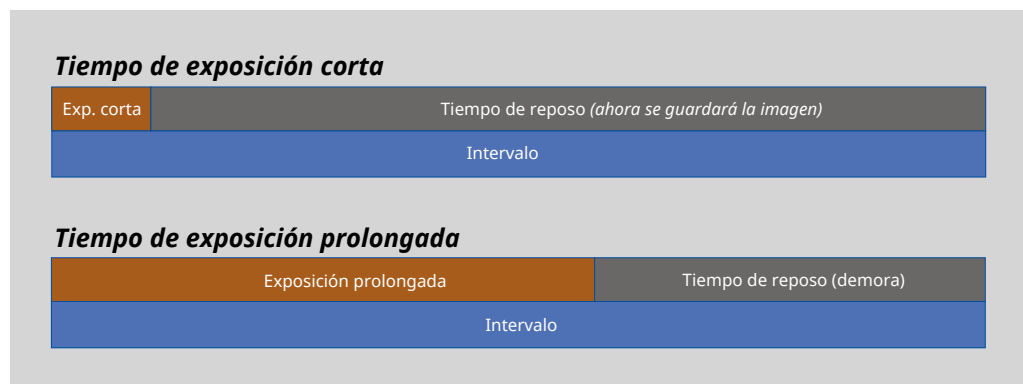 Tiempo de exposición corta
Exp. corta Tiempo de reposo (ahora se guardará la imagen)
Intervalo
Tiempo de exposición prolongada
Exposición prolongada Tiempo de reposo (demora)
Intervalo